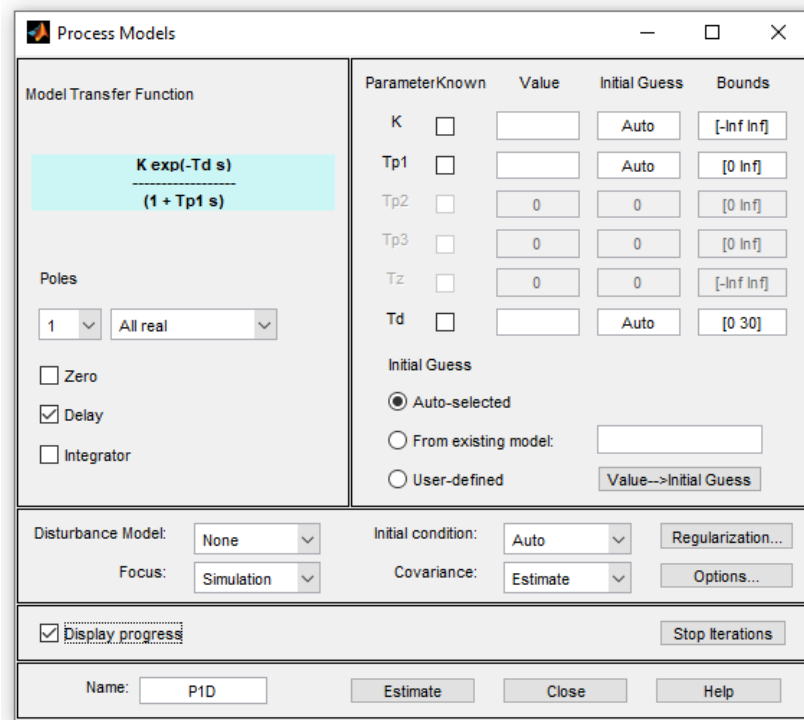 Process Models
Model Transfer Function
K exp(-Td s)
------------------
(1 + Tp1 s)
Poles
1 All real
Zero
Delay
Integrator
ParameterKnown Value Initial Guess Bounds
K Auto [-Inf Inf]
Tp1 Auto [0 Inf]
Tp2 0 0 [0 Inf]
Tp3 0 0 [0 Inf]
Tz 0 0 [-Inf Inf]
Td Auto [0 30]
Initial Guess
Auto-selected
From existing model:
User-defined Value-->Initial Guess
Disturbance Model: None Initial condition: Auto Regularization...
Focus: Simulation Covariance: Estimate Options...
Display progress Stop Iterations
Name: P1D Estimate Close Help